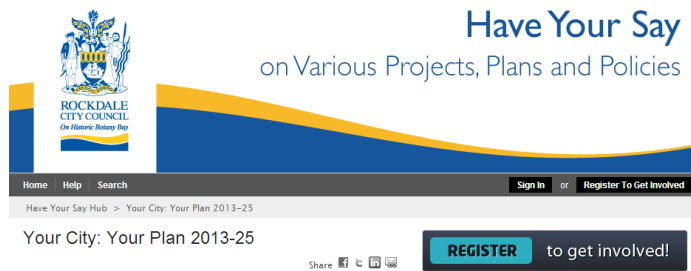 Have Your Say
on Various Projects, Plans and Policies
ROCKDALE
CITY COUNCIL
On Historic Botany Bay
Home Help Search Sign In or Register To Get Involved
Have Your Say Hub > Your City: Your Plan 2013-25
Your City: Your Plan 2013-25
Share
REGISTER to get involved!